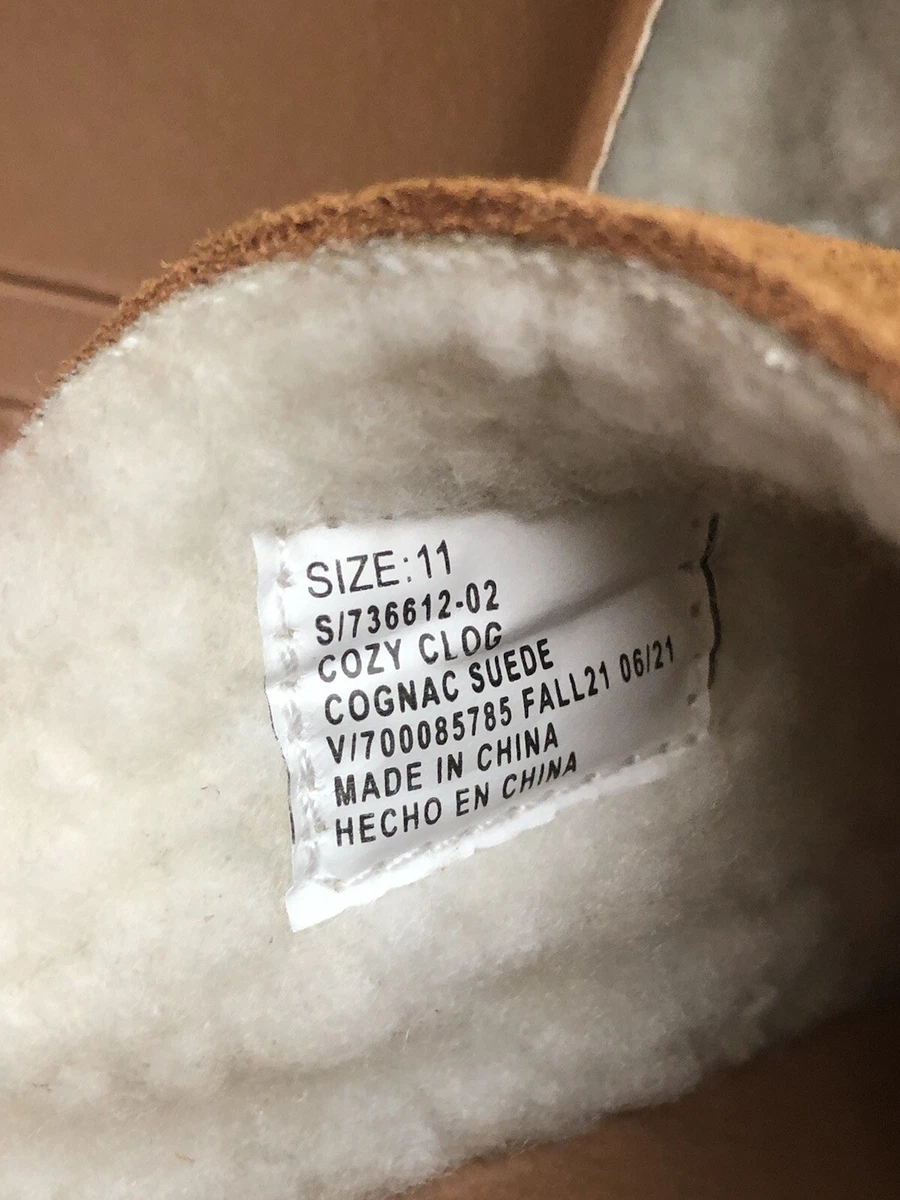 SIZE:11
S/736612-02
COZY CLOG
COGNAC SUEDE
V/700085785 FALL21 06/21
MADE IN CHINA
HECHO EN CHINA